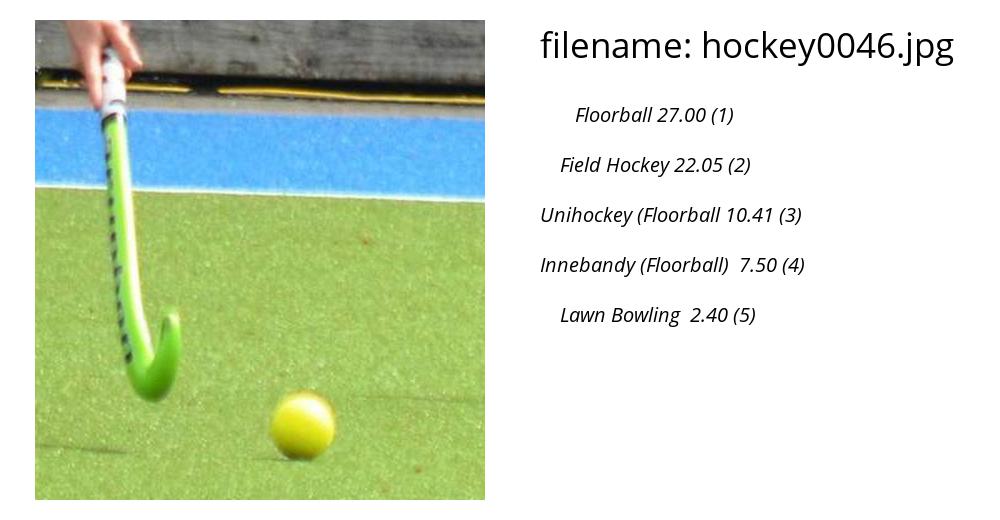 filename: hockey0046.jpg
Floorball 27.00 (1)
Field Hockey 22.05 (2)
Unihockey (Floorball 10.41 (3)
Innebandy (Floorball)  7.50 (4)
Lawn Bowling  2.40 (5)